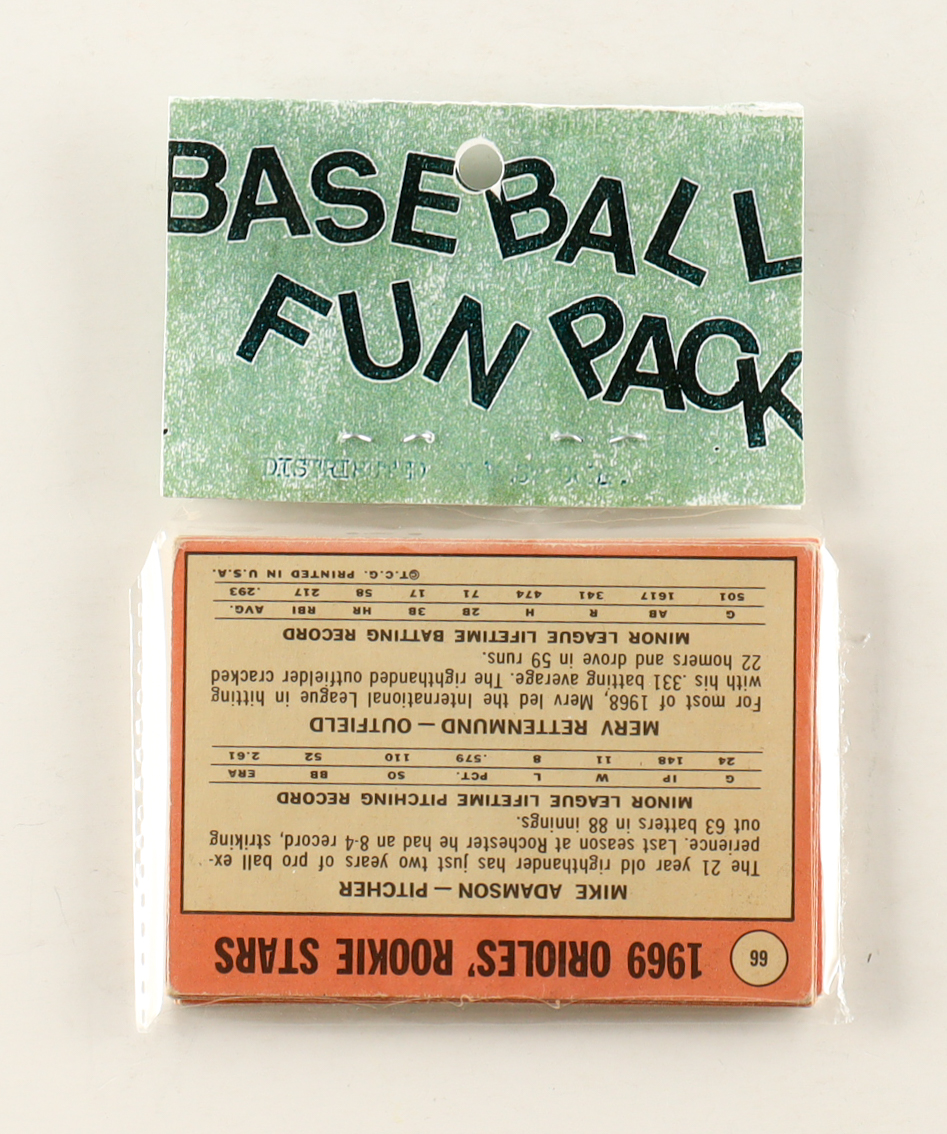 BASEBALL
FUN PACK
66
1969 ORIOLES' ROOKIE STARS
MIKE ADAMSON — PITCHER
The 21 year old righthander has just two years of pro ball ex-
perience. Last season at Rochester he had an 8-4 record, striking
out 63 batters in 88 innings.
MINOR LEAGUE LIFETIME PITCHING RECORD
G IP W L PCT. SO BB ERA
24 148 11 8 .579 110 52 2.61
MERV RETTENMUND — OUTFIELD
For most of 1968, Merv led the International League in hitting
with his .331 batting average. The righthanded outfielder cracked
22 homers and drove in 59 runs.
MINOR LEAGUE LIFETIME BATTING RECORD
G AB R H 2B 3B HR RBI AVG.
501 1617 341 474 71 17 58 217 .293
©T.C.G. PRINTED IN U.S.A.